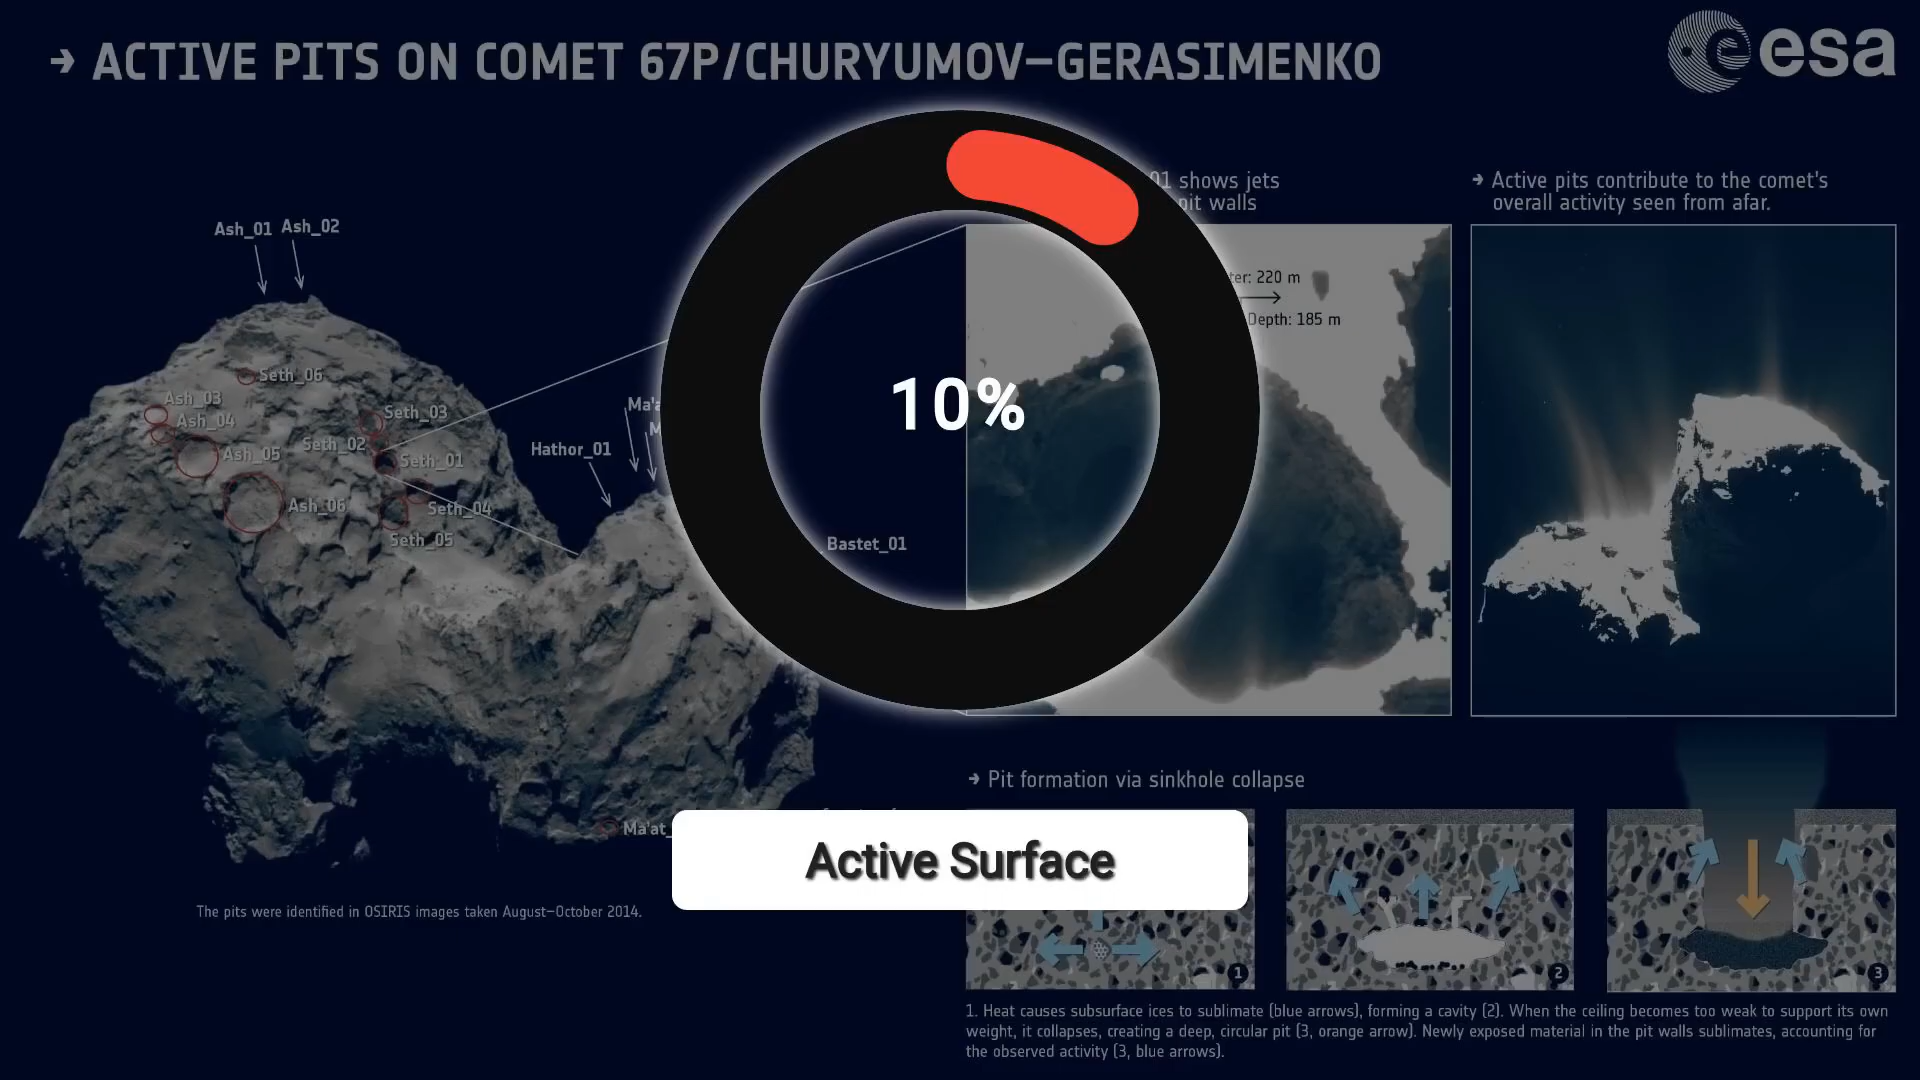 → ACTIVE PITS ON COMET 67P/CHURYUMOV–GERASIMENKO
esa
01 shows jets
pit walls
→ Active pits contribute to the comet's
overall activity seen from afar.
Ash_01 Ash_02
Seth_06
Ash_03
Ash_04
Seth_03
Seth_02
Ash_05
Seth_01
Ash_06
Seth_04
Seth_05
Hathor_01
Bastet_01
Ma'at_
220 m
Depth: 185 m
10%
→ Pit formation via sinkhole collapse
Active Surface
The pits were identified in OSIRIS images taken August–October 2014.
1
2
3
1. Heat causes subsurface ices to sublimate (blue arrows), forming a cavity (2). When the ceiling becomes too weak to support its own
weight, it collapses, creating a deep, circular pit (3, orange arrow). Newly exposed material in the pit walls sublimates, accounting for
the observed activity (3, blue arrows).